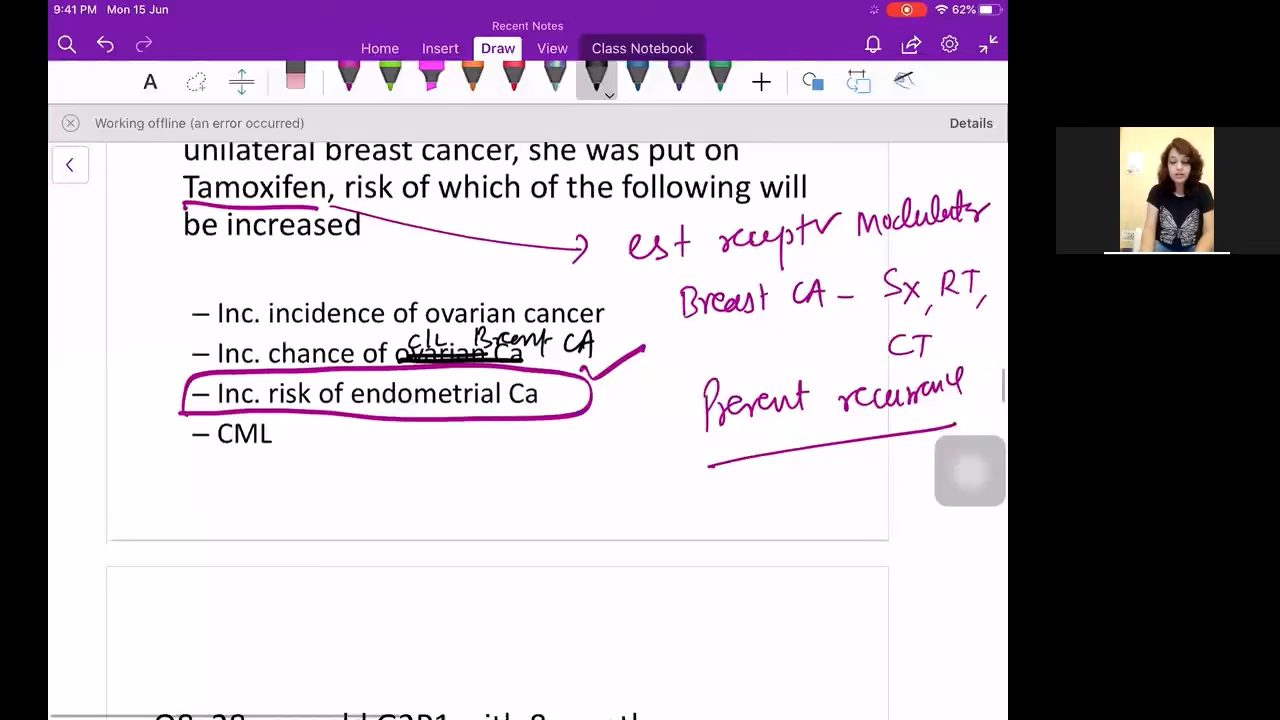 9:41 PM Mon 15 Jun
62%
Recent Notes
Home Insert Draw View Class Notebook
A
Working offline (an error occurred)
Details
unilateral breast cancer, she was put on
Tamoxifen, risk of which of the following will
be increased
est receptr Modulator
Breast CA - Sx, RT,
CT
– Inc. incidence of ovarian cancer
C/L Breast CA
– Inc. chance of ovarian Ca
– Inc. risk of endometrial Ca
Prevent recurrence
– CML